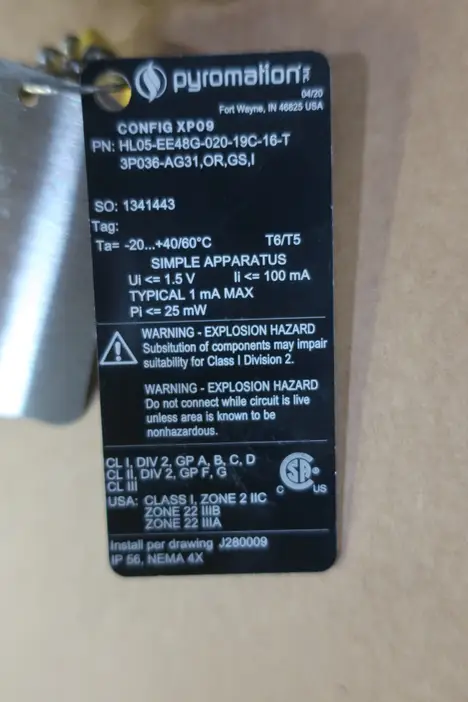 pyromation™
04/20
Fort Wayne, IN 46825 USA
CONFIG XP09
PN: HL05-EE48G-020-19C-16-T
3P036-AG31,OR,GS,I
SO: 1341443
Tag:
Ta= -20...+40/60°C T6/T5
SIMPLE APPARATUS
Ui <= 1.5 V Ii <= 100 mA
TYPICAL 1 mA MAX
Pi <= 25 mW
WARNING - EXPLOSION HAZARD
Subsitution of components may impair
suitability for Class I Division 2.
WARNING - EXPLOSION HAZARD
Do not connect while circuit is live
unless area is known to be
nonhazardous.
CL I, DIV 2, GP A, B, C, D
CL II, DIV 2, GP F, G
CL III
SA®
C US
USA: CLASS I, ZONE 2 IIC
ZONE 22 IIIB
ZONE 22 IIIA
Install per drawing J280009
IP 56, NEMA 4X